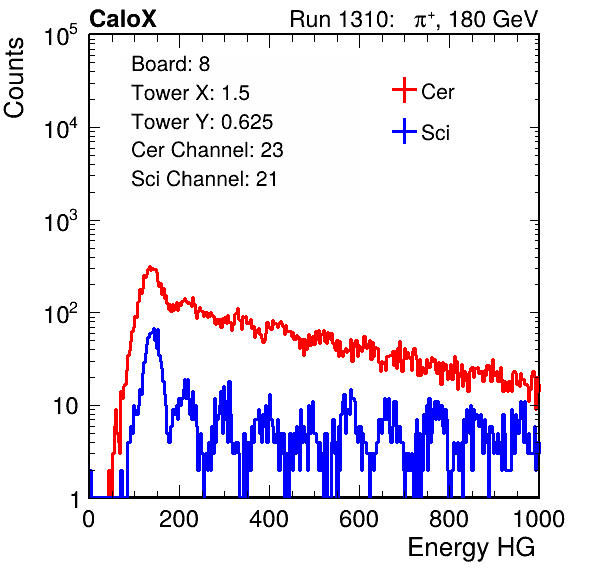 CaloX Run 1310: π⁺, 180 GeV
Counts
10⁵
10⁴
10³
10²
10
1
Board: 8
Tower X: 1.5
Tower Y: 0.625
Cer Channel: 23
Sci Channel: 21
Cer
Sci
0 200 400 600 800 1000
Energy HG